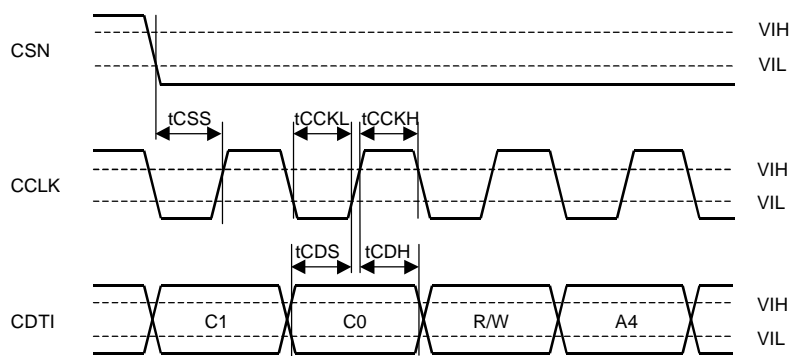 CSN
VIH
VIL
tCSS
tCCKL
tCCKH
CCLK
VIH
VIL
tCDS
tCDH
CDTI
C1
C0
R/W
A4
VIH
VIL